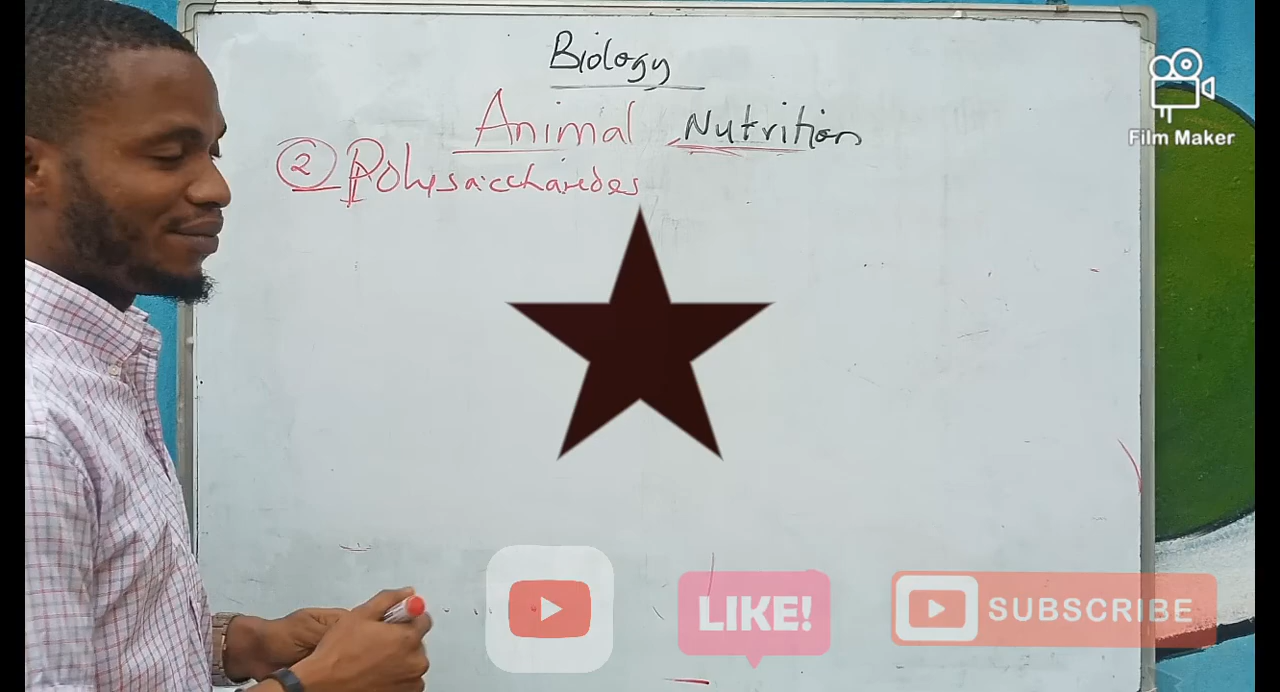 Biology
Animal Nutrition
② Polysaccharides
Film Maker
LIKE!
SUBSCRIBE